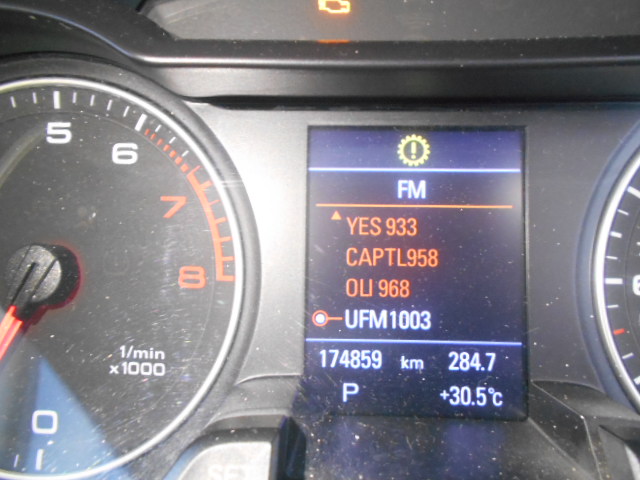 5
6
7
8
1/min
x1000
0
FM
YES 933
CAPTL958
OLI 968
UFM1003
174859 km 284.7
P +30.5°c
SET